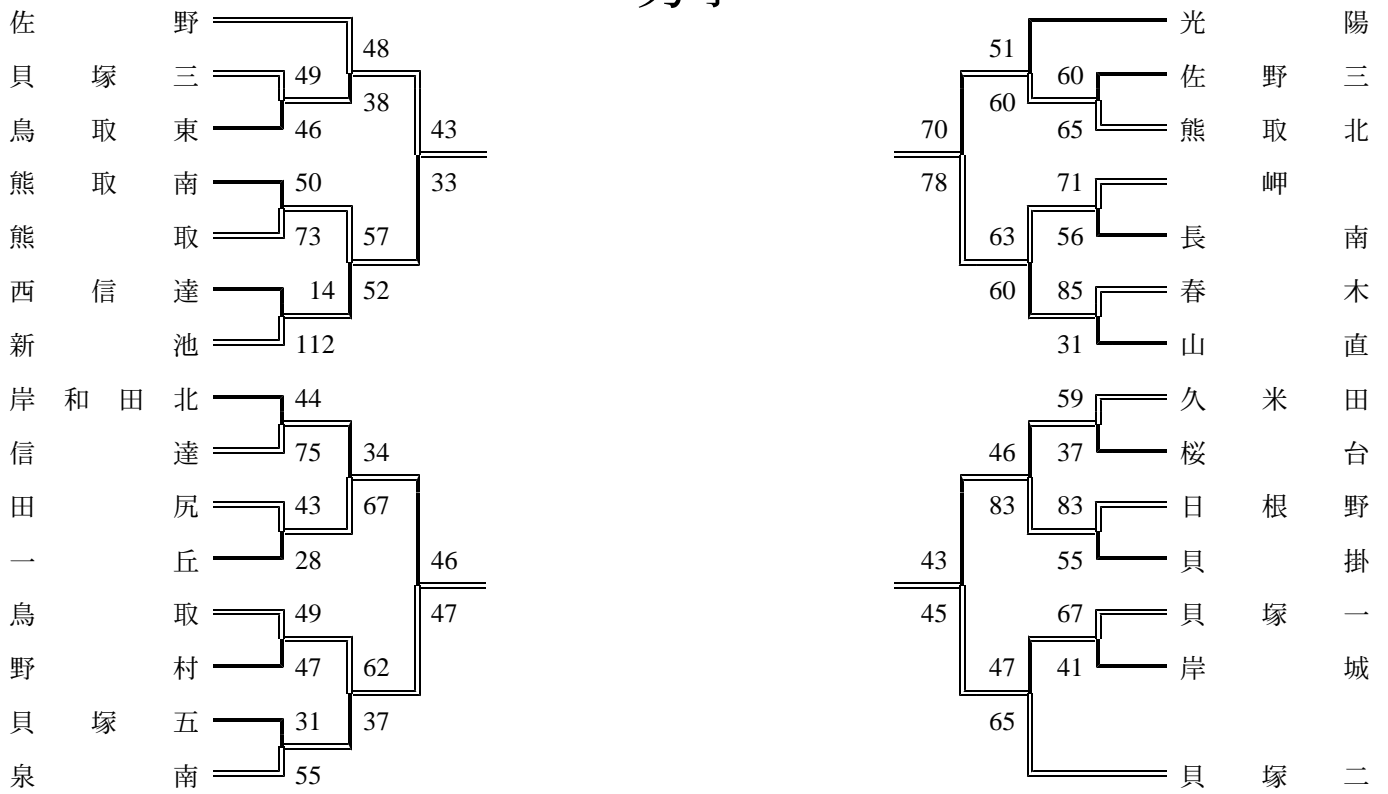 佐野
48
貝塚三
49
38
鳥取東
46
43
熊取南
50
33
熊取
73
57
西信達
14
52
新池
112
岸和田北
44
信達
75
34
田尻
43
67
一丘
28
46
鳥取
49
47
野村
47
62
貝塚五
31
37
泉南
55
光陽
51
60
佐野三
60
65
熊取北
70
78
71
岬
63
56
長南
60
85
春木
31
山直
59
久米田
46
37
桜台
83
83
日根野
43
55
貝掛
45
67
貝塚一
47
41
岸城
65
貝塚二